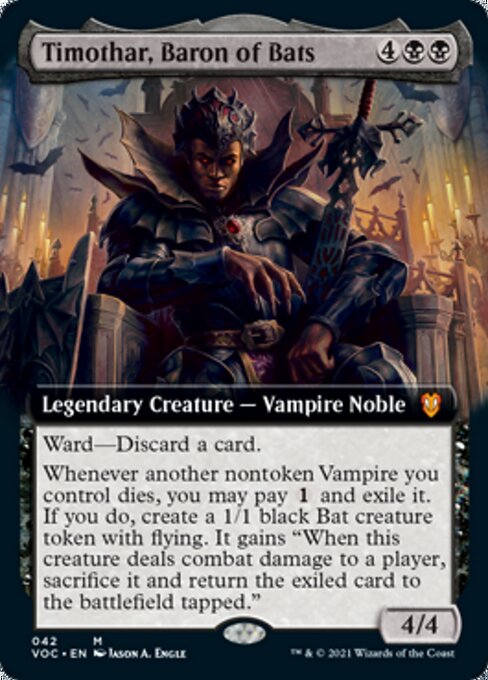 Timothar, Baron of Bats 4
Legendary Creature — Vampire Noble
Ward—Discard a card.
Whenever another nontoken Vampire you
control dies, you may pay 1 and exile it.
If you do, create a 1/1 black Bat creature
token with flying. It gains “When this
creature deals combat damage to a player,
sacrifice it and return the exiled card to
the battlefield tapped.”
4/4
042 M
VOC • EN Jason A. Engle
™ & © 2021 Wizards of the Coast